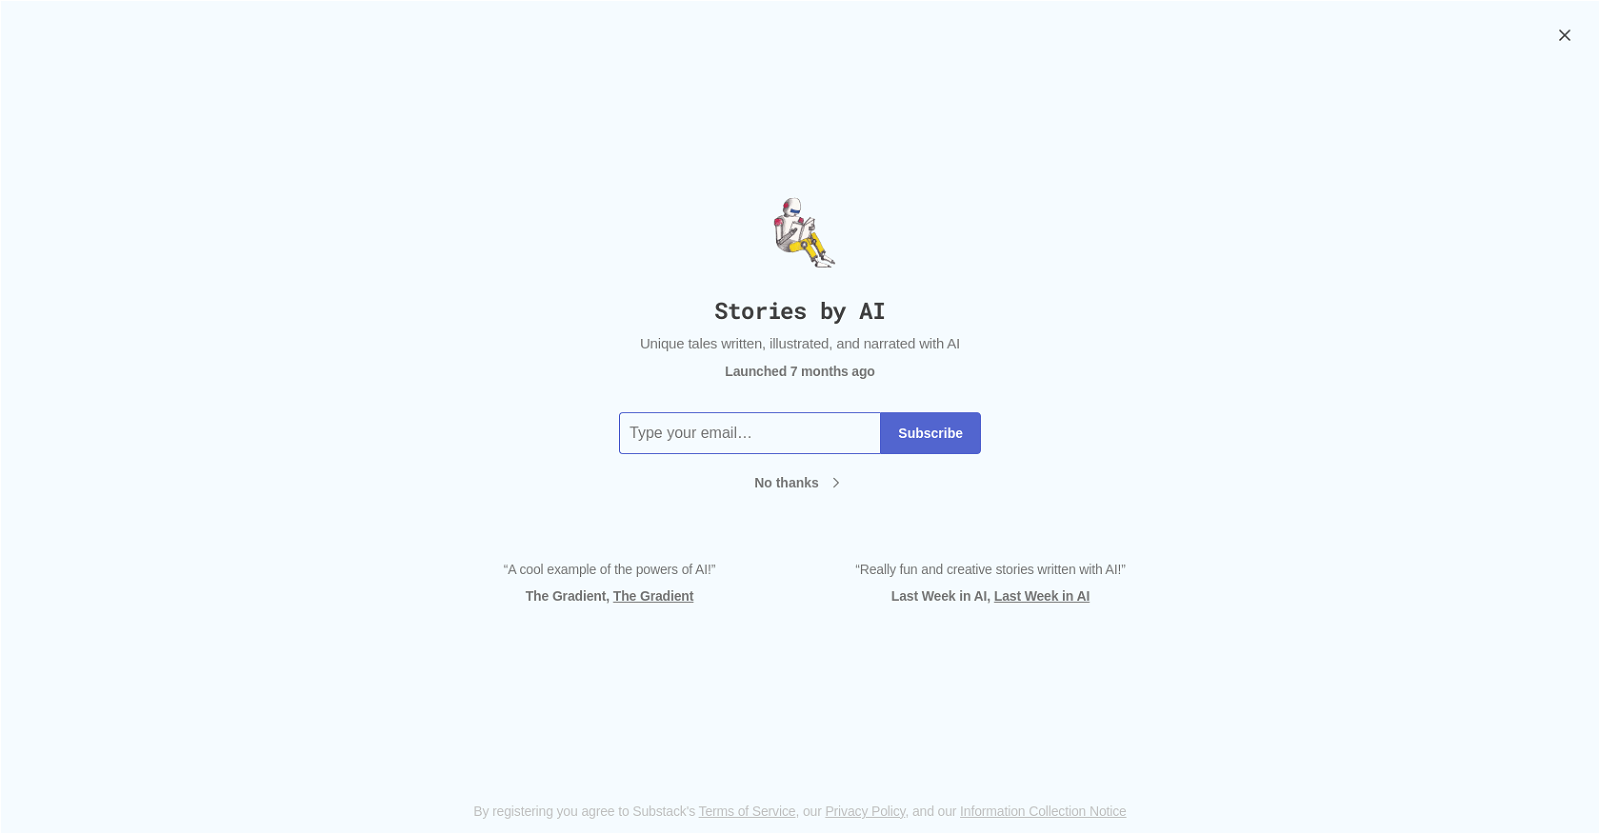 Stories by AI
Unique tales written, illustrated, and narrated with AI
Launched 7 months ago
Type your email…
Subscribe
No thanks
“A cool example of the powers of AI!”
The Gradient, The Gradient
“Really fun and creative stories written with AI!”
Last Week in AI, Last Week in AI
By registering you agree to Substack's Terms of Service, our Privacy Policy, and our Information Collection Notice